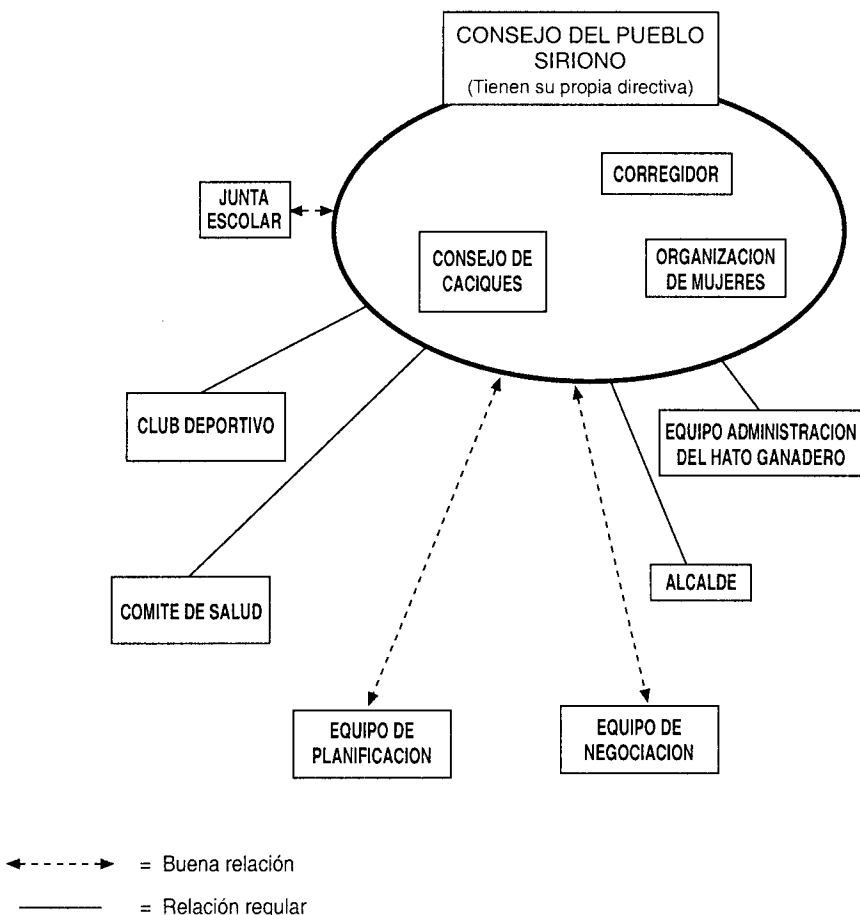 CONSEJO DEL PUEBLO
SIRIONO
(Tienen su propia directiva)
CORREGIDOR
JUNTA
ESCOLAR
CONSEJO DE
CACIQUES
ORGANIZACION
DE MUJERES
CLUB DEPORTIVO
EQUIPO ADMINISTRACION
DEL HATO GANADERO
COMITE DE SALUD
ALCALDE
EQUIPO DE
PLANIFICACION
EQUIPO DE
NEGOCIACION
= Buena relación
= Relación regular